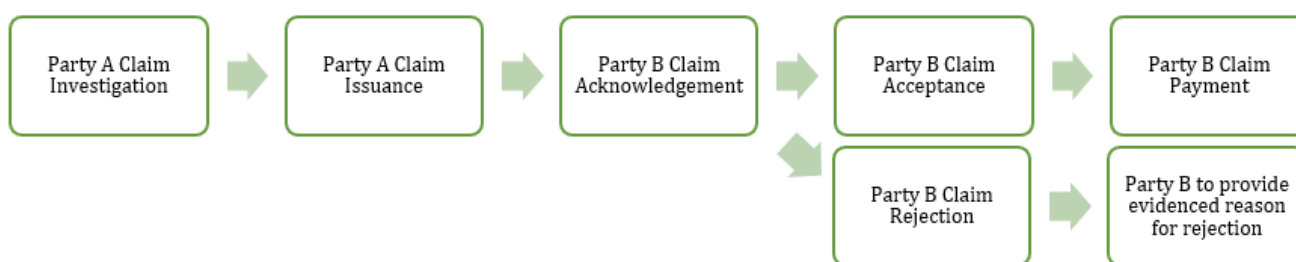 Party A Claim
Investigation
Party A Claim
Issuance
Party B Claim
Acknowledgement
Party B Claim
Acceptance
Party B Claim
Payment
Party B Claim
Rejection
Party B to provide
evidenced reason
for rejection